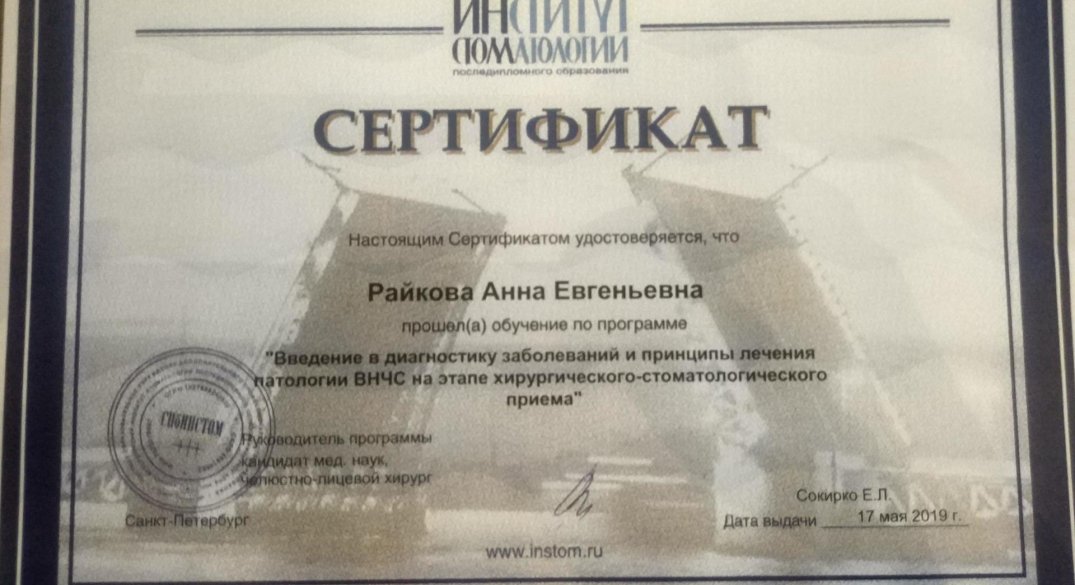 ИНСТИТУТ
СТОМАТОЛОГИИ
последипломного образования
СЕРТИФИКАТ
Настоящим Сертификатом удостоверяется, что
Райкова Анна Евгеньевна
прошел(а) обучение по программе
"Введение в диагностику заболеваний и принципы лечения
патологии ВНЧС на этапе хирургического-стоматологического
приема"
СПбИНСТОМ
Руководитель программы
кандидат мед. наук,
челюстно-лицевой хирург
Сокирко Е.Л.
Санкт-Петербург
Дата выдачи 17 мая 2019 г.
www.instom.ru